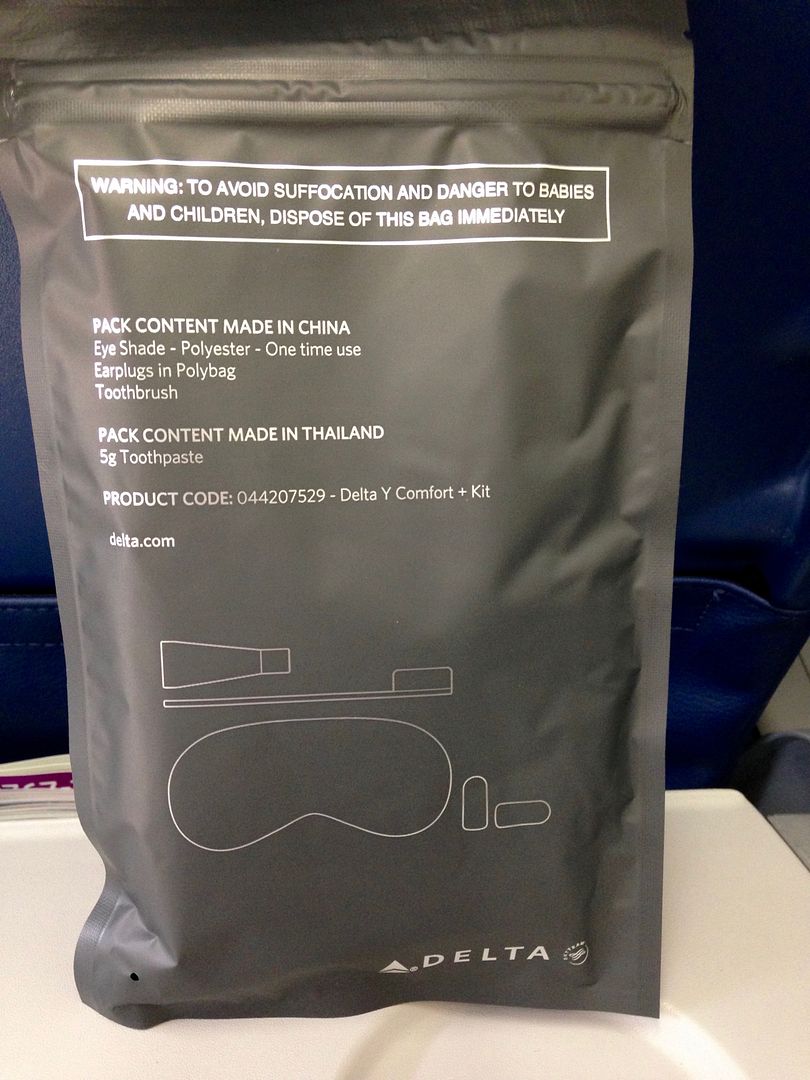 WARNING: TO AVOID SUFFOCATION AND DANGER TO BABIES
AND CHILDREN, DISPOSE OF THIS BAG IMMEDIATELY
PACK CONTENT MADE IN CHINA
Eye Shade - Polyester - One time use
Earplugs in Polybag
Toothbrush
PACK CONTENT MADE IN THAILAND
5g Toothpaste
PRODUCT CODE: 044207529 - Delta Y Comfort + Kit
delta.com
DELTA